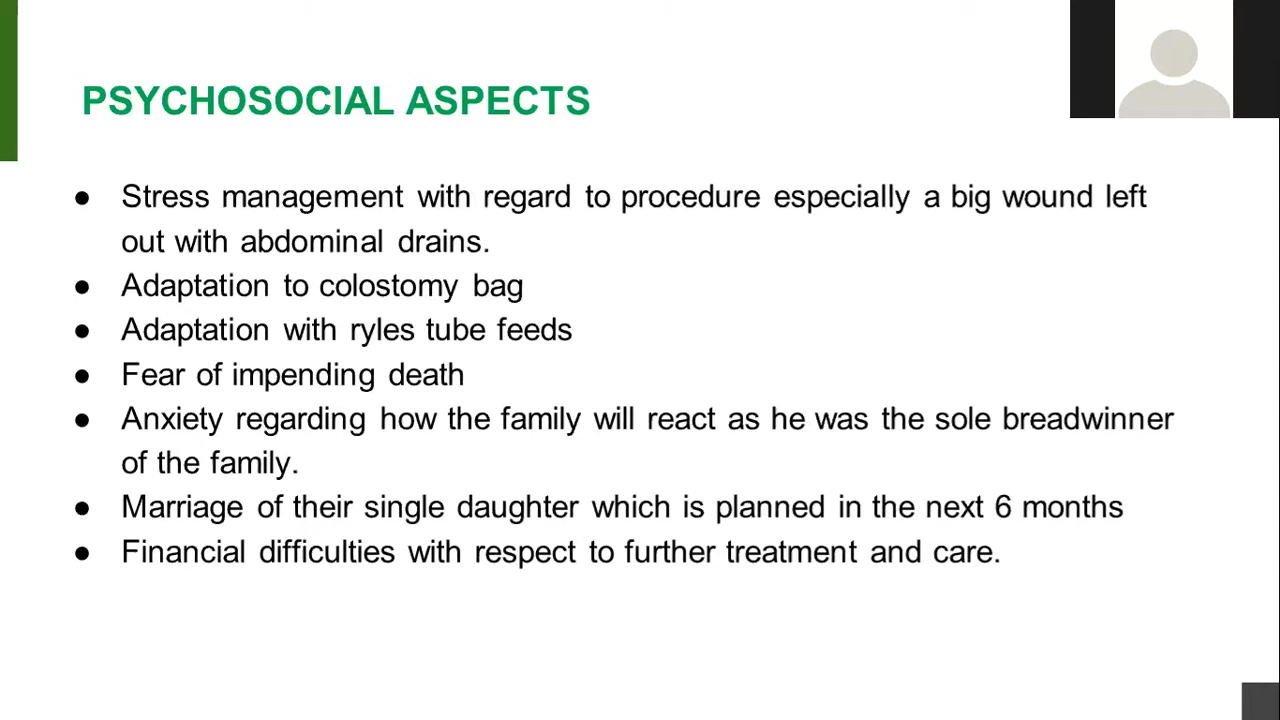 PSYCHOSOCIAL ASPECTS
● Stress management with regard to procedure especially a big wound left
out with abdominal drains.
● Adaptation to colostomy bag
● Adaptation with ryles tube feeds
● Fear of impending death
● Anxiety regarding how the family will react as he was the sole breadwinner
of the family.
● Marriage of their single daughter which is planned in the next 6 months
● Financial difficulties with respect to further treatment and care.